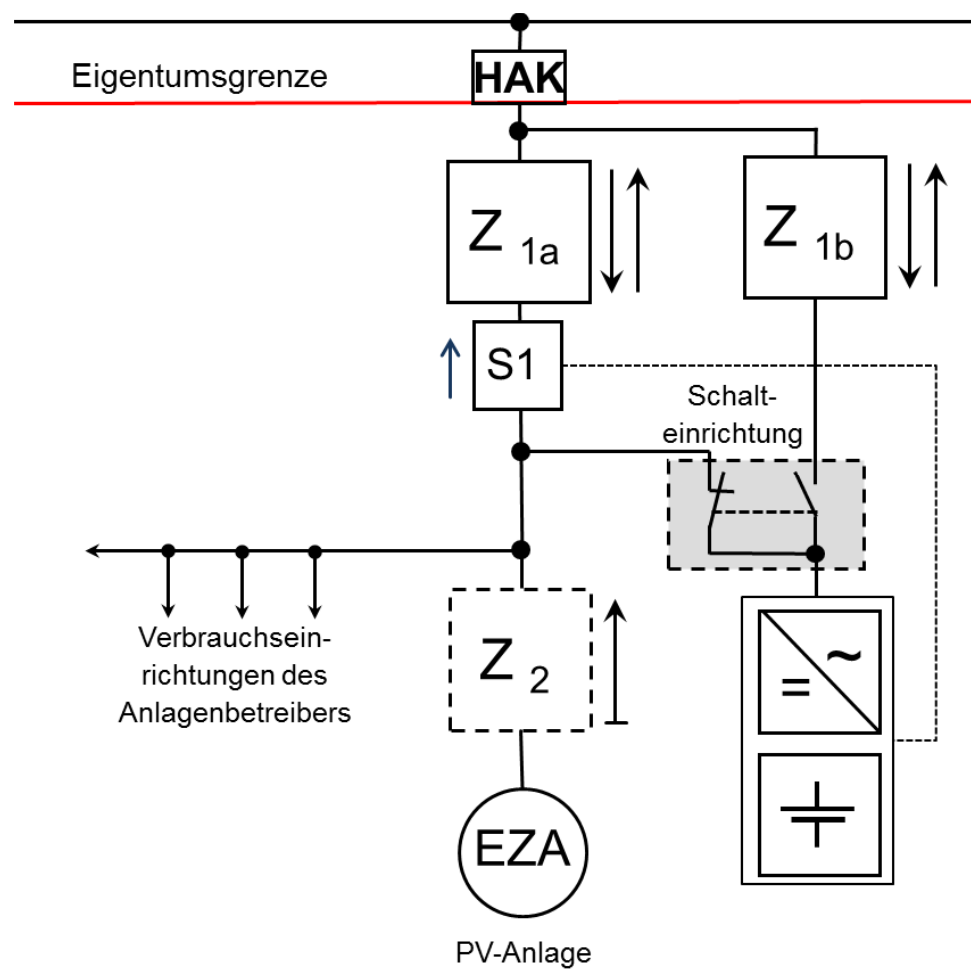 Eigentumsgrenze
HAK
Z 1a
Z 1b
S1
Schalt-
einrichtung
Verbrauchsein-
richtungen des
Anlagenbetreibers
Z 2
~
=
EZA
PV-Anlage